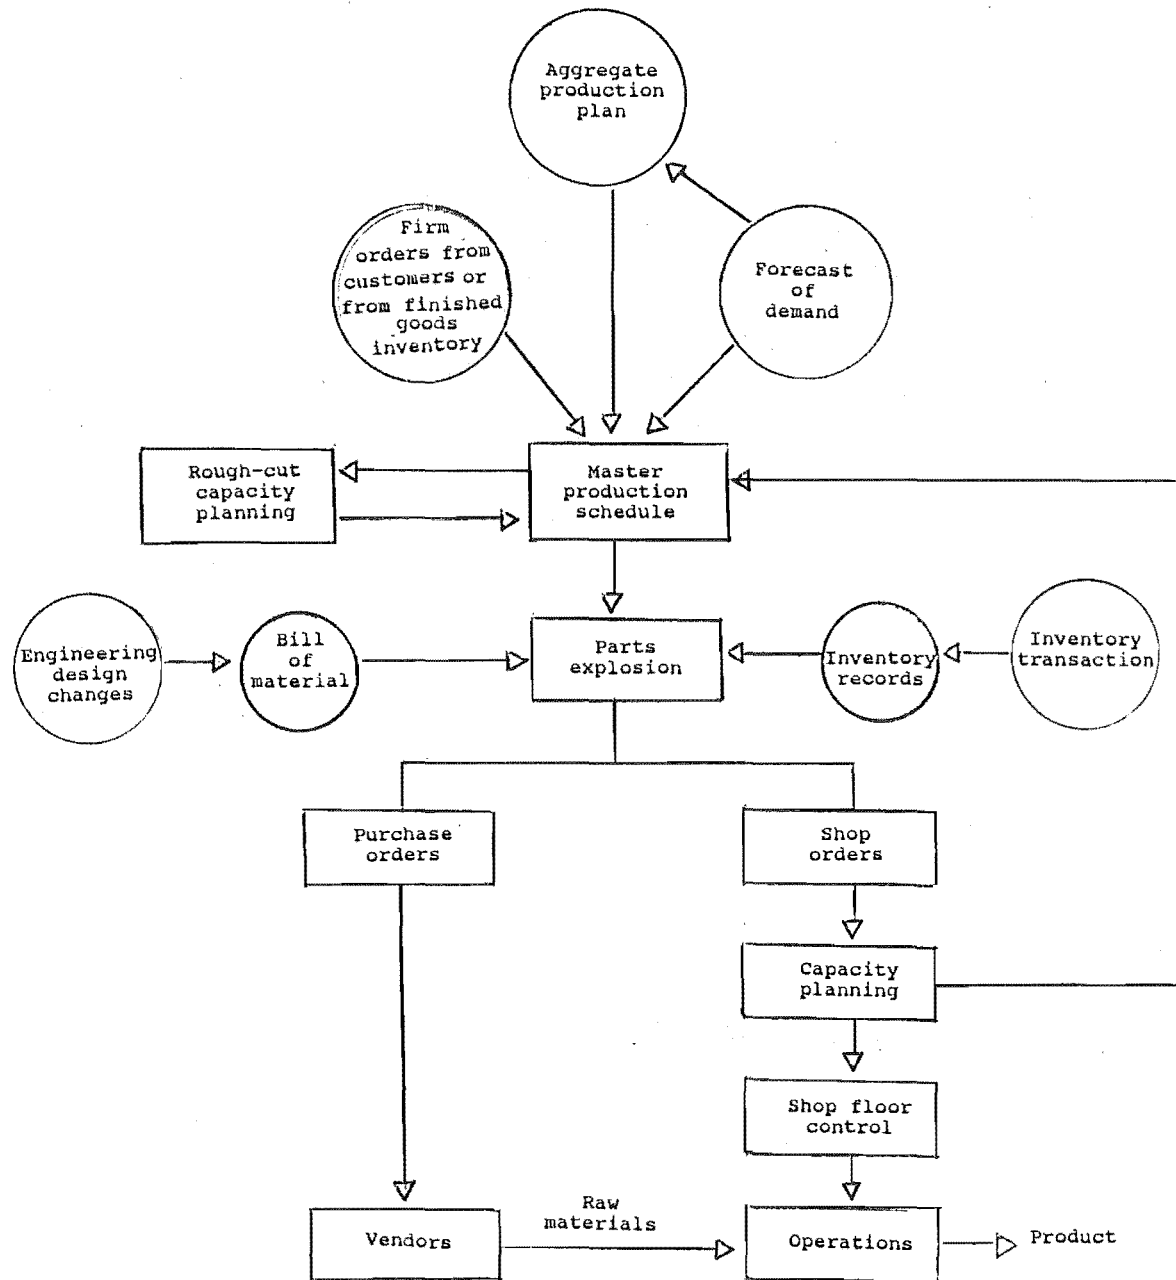 Aggregate
production
plan
Firm
orders from
customers or
from finished
goods
inventory
Forecast
of
demand
Rough-cut
capacity
planning
Master
production
schedule
Engineering
design
changes
Bill
of
material
Parts
explosion
Inventory
records
Inventory
transaction
Purchase
orders
Shop
orders
Capacity
planning
Shop floor
control
Vendors
Raw
materials
Operations
Product